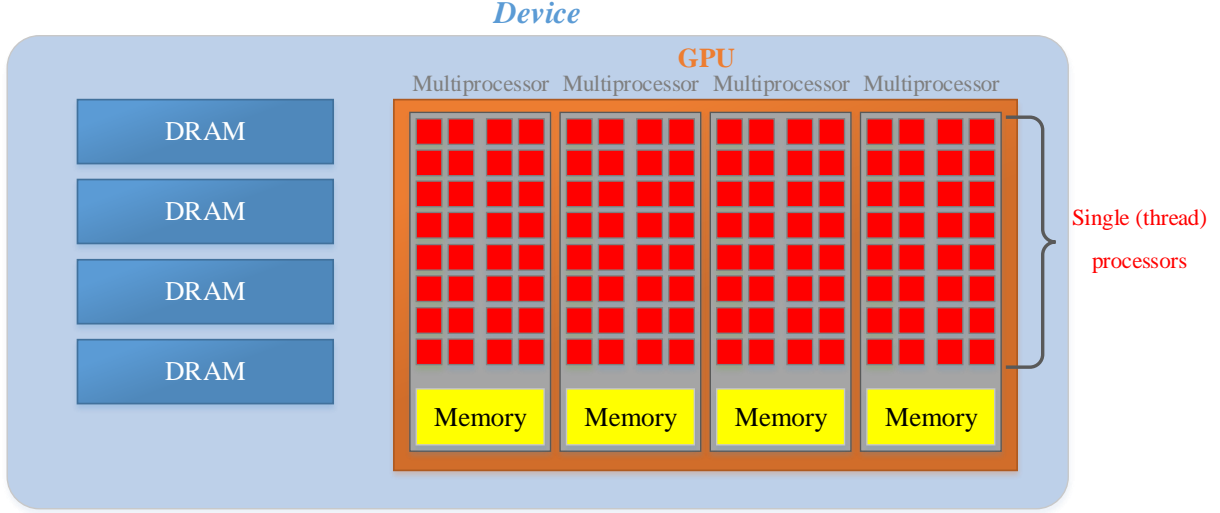 Device
GPU
Multiprocessor Multiprocessor Multiprocessor Multiprocessor
DRAM
DRAM
DRAM
DRAM
Single (thread)
processors
Memory Memory Memory Memory